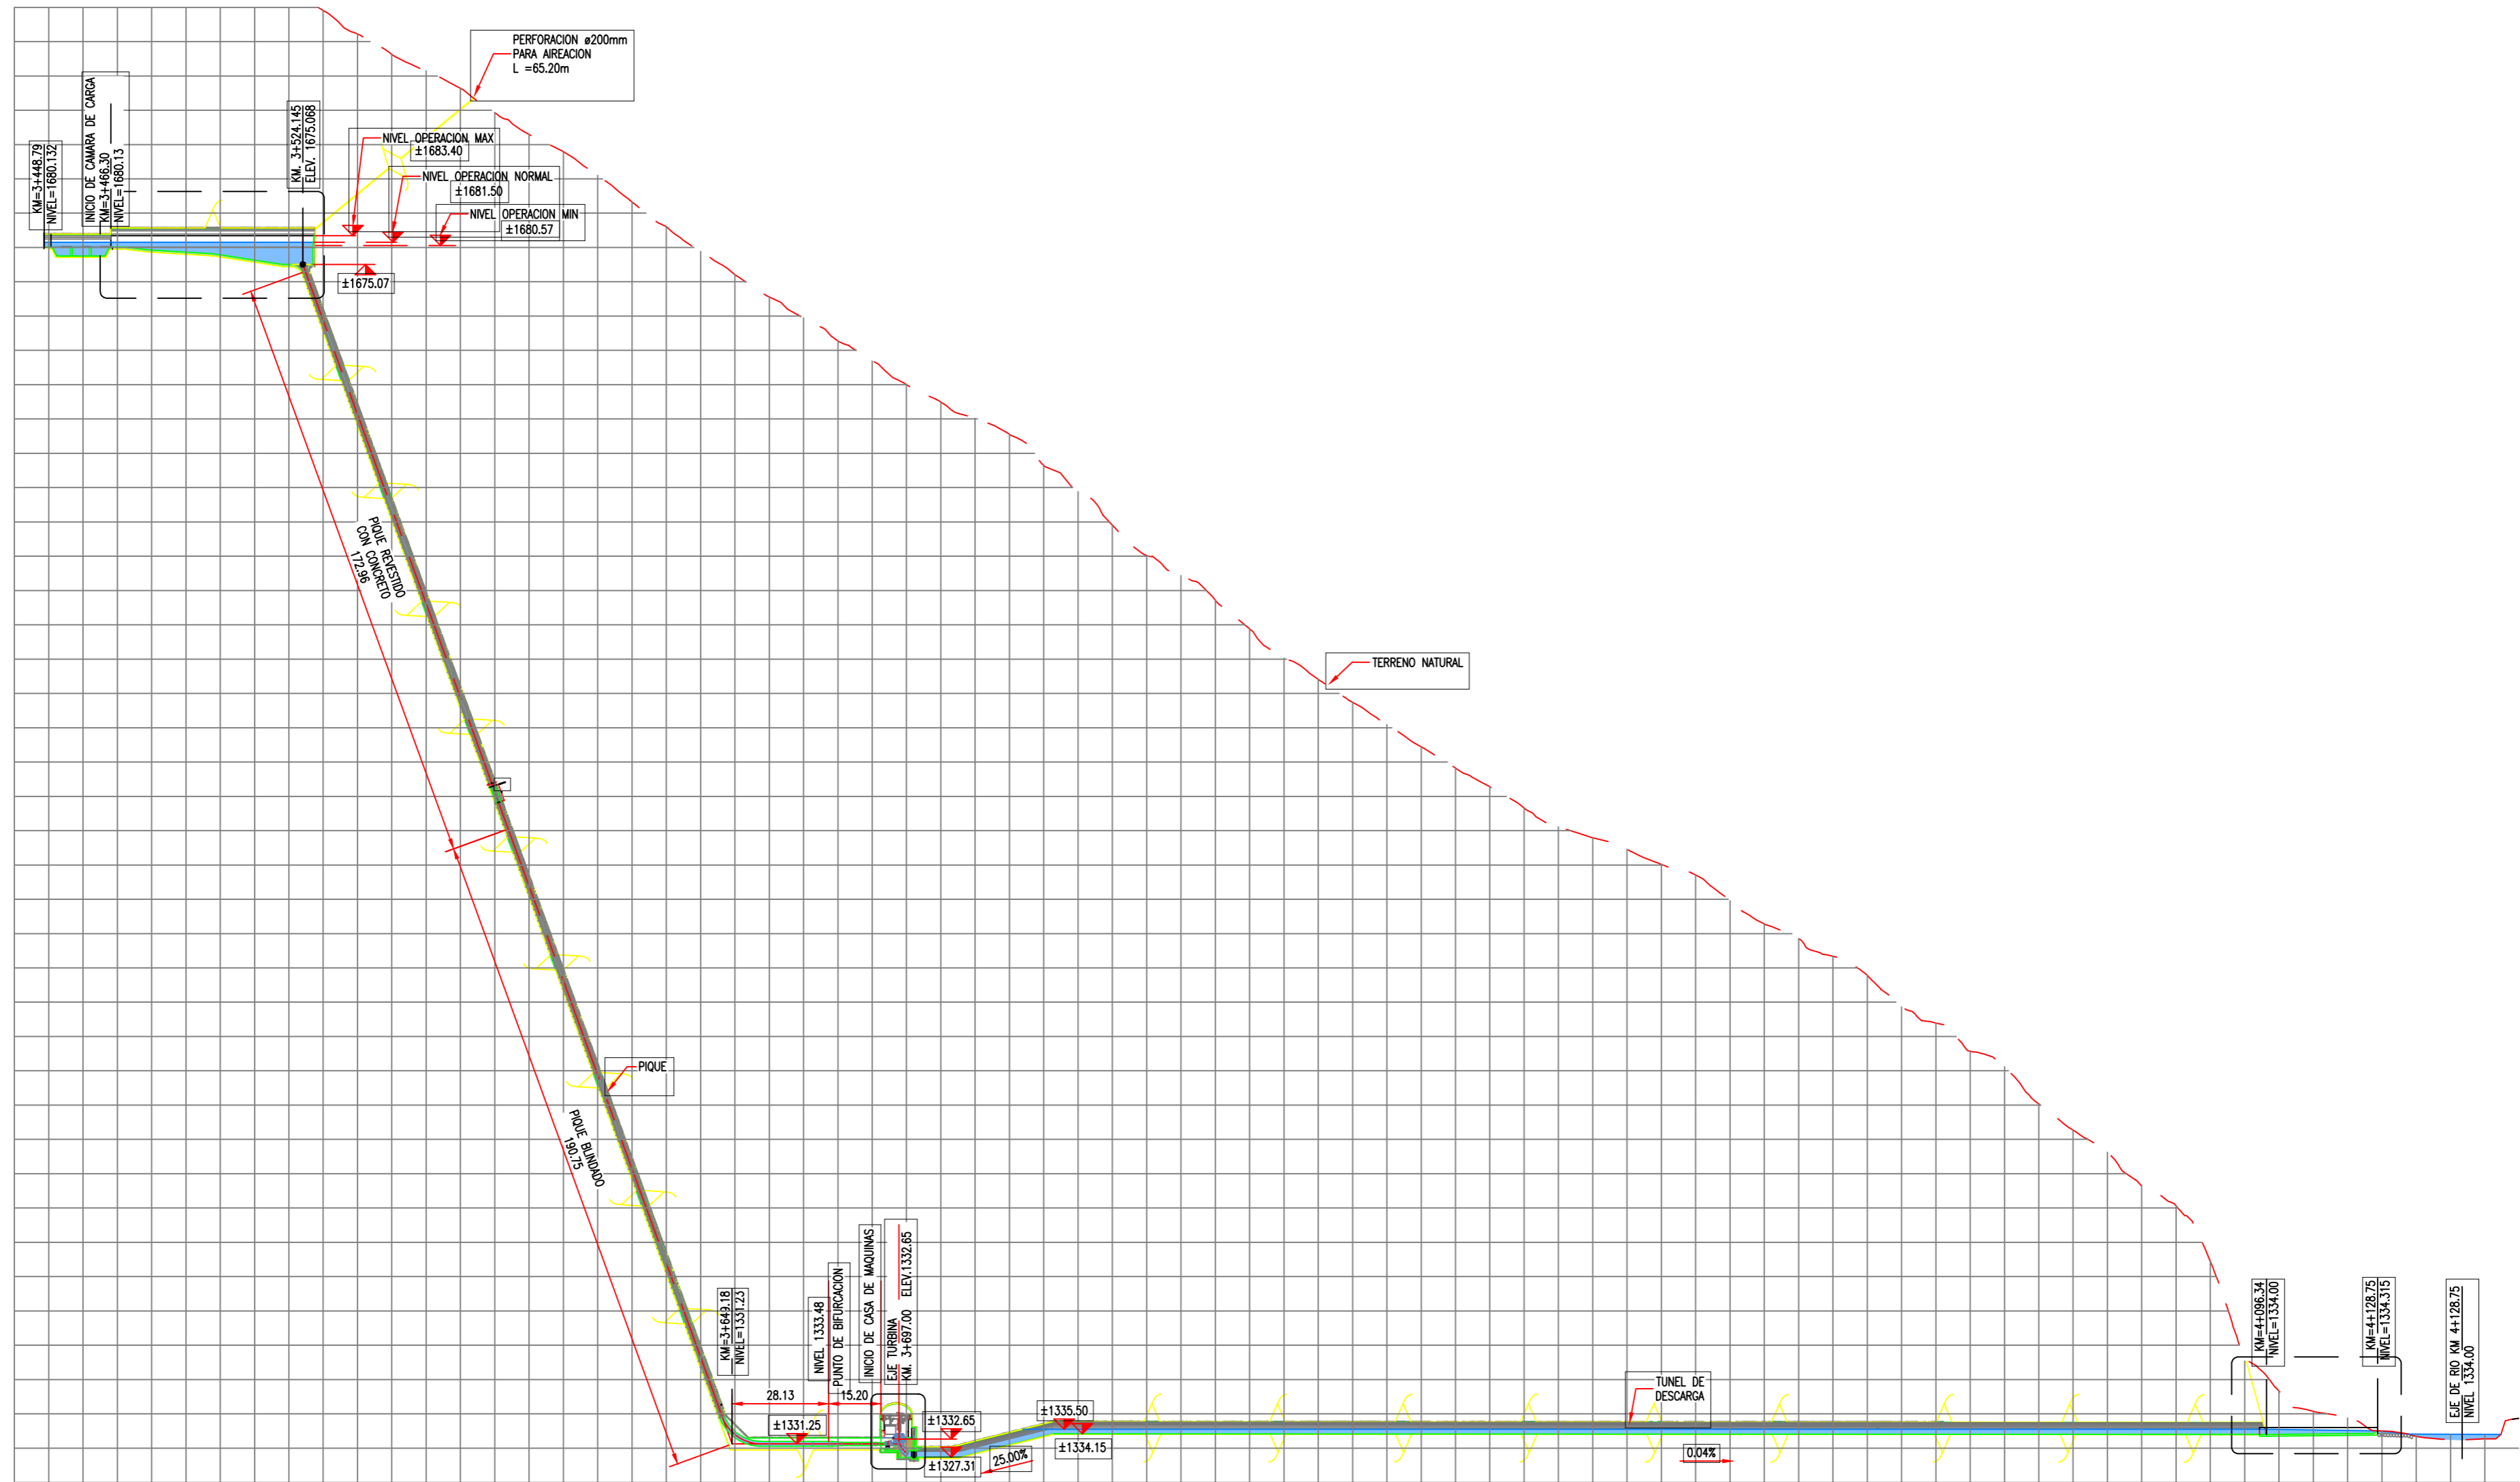 PERFORACION ø200mm
PARA AIREACION
L =65.20m
KM=3+448.79
NIVEL=1680.132
INICIO DE CAMARA DE CARGA
KM=3+466.30
NIVEL=1680.13
KM. 3+524.145
ELEV. 1675.068
NIVEL OPERACION MAX
±1683.40
NIVEL OPERACION NORMAL
±1681.50
NIVEL OPERACION MIN
±1680.57
±1675.07
PIQUE REVESTIDO
CON CONCRETO
172.96
TERRENO NATURAL
PIQUE
PIQUE BLINDADO
190.75
KM=3+649.18
NIVEL=1331.23
28.13
±1331.25
NIVEL 1333.48
PUNTO DE BIFURCACION
15.20
INICIO DE CASA DE MAQUINAS
EJE TURBINA
KM. 3+697.00 ELEV.1332.65
±1332.65
±1327.31
25.00%
±1335.50
±1334.15
TUNEL DE
DESCARGA
0.04%
KM=4+096.34
NIVEL=1334.00
KM=4+128.75
NIVEL=1334.315
EJE DE RIO KM 4+128.75
NIVEL 1334.00